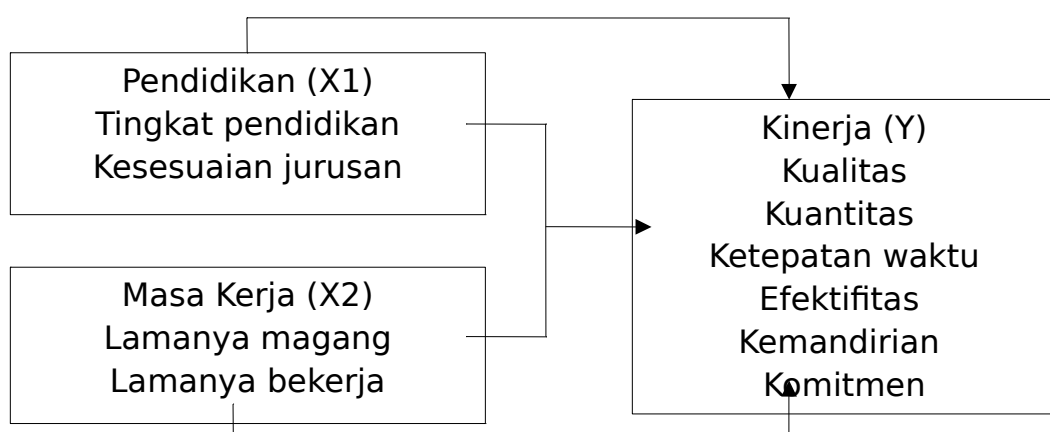 Pendidikan (X1)
Tingkat pendidikan
Kesesuaian jurusan
Masa Kerja (X2)
Lamanya magang
Lamanya bekerja
Kinerja (Y)
Kualitas
Kuantitas
Ketepatan waktu
Efektifitas
Kemandirian
Komitmen